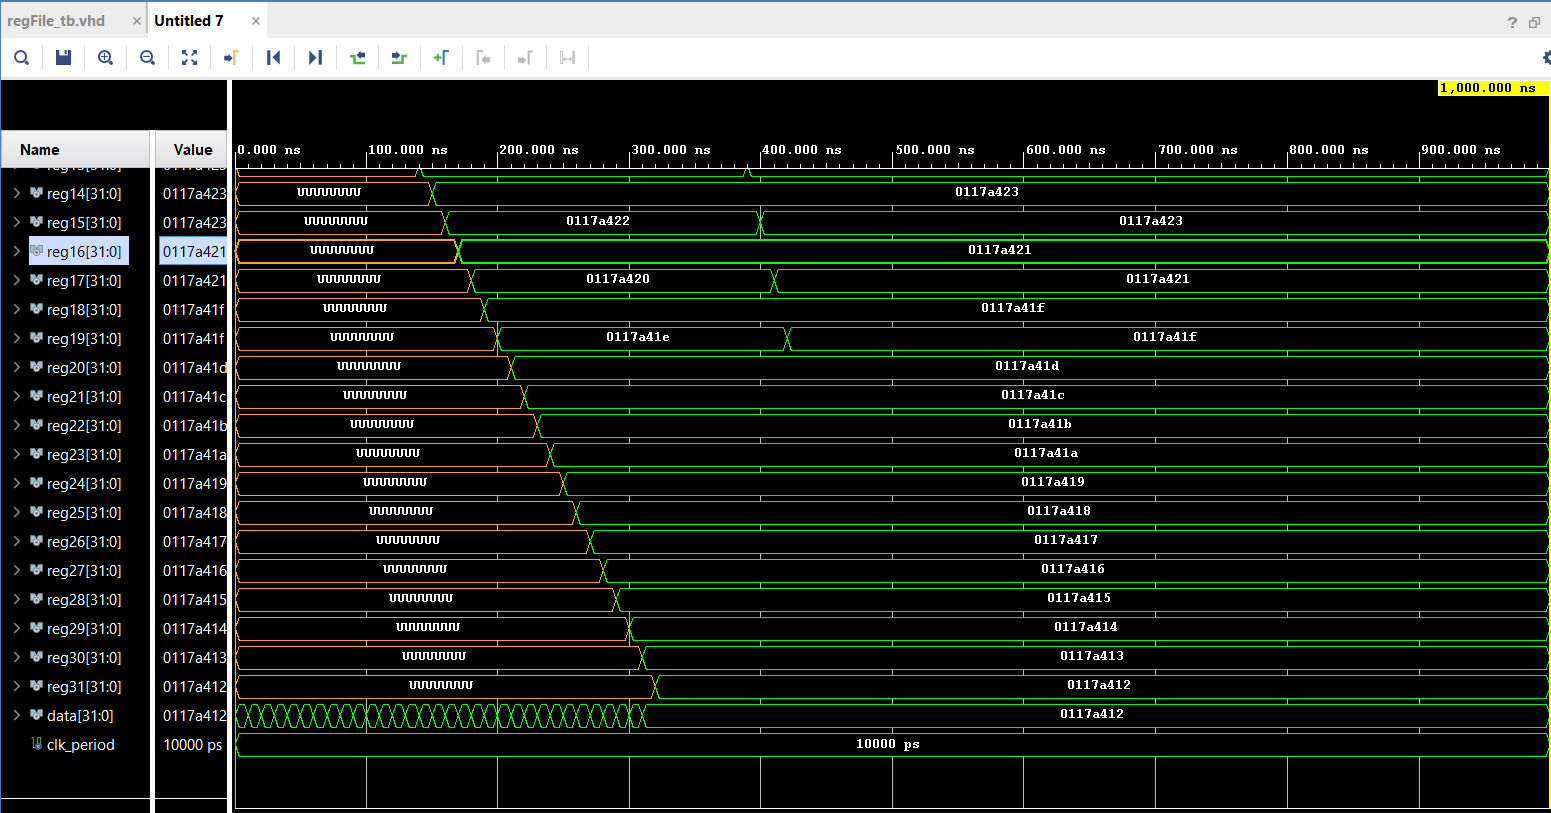 regFile_tb.vhd × Untitled 7 × ?
1,000.000 ns
Name Value 0.000 ns 100.000 ns 200.000 ns 300.000 ns 400.000 ns 500.000 ns 600.000 ns 700.000 ns 800.000 ns 900.000 ns
reg14[31:0] 0117a423 UUUUUUUU 0117a423
reg15[31:0] 0117a423 UUUUUUUU 0117a422 0117a423
reg16[31:0] 0117a421 UUUUUUUU 0117a421
reg17[31:0] 0117a421 UUUUUUUU 0117a420 0117a421
reg18[31:0] 0117a41f UUUUUUUU 0117a41f
reg19[31:0] 0117a41f UUUUUUUU 0117a41e 0117a41f
reg20[31:0] 0117a41d UUUUUUUU 0117a41d
reg21[31:0] 0117a41c UUUUUUUU 0117a41c
reg22[31:0] 0117a41b UUUUUUUU 0117a41b
reg23[31:0] 0117a41a UUUUUUUU 0117a41a
reg24[31:0] 0117a419 UUUUUUUU 0117a419
reg25[31:0] 0117a418 UUUUUUUU 0117a418
reg26[31:0] 0117a417 UUUUUUUU 0117a417
reg27[31:0] 0117a416 UUUUUUUU 0117a416
reg28[31:0] 0117a415 UUUUUUUU 0117a415
reg29[31:0] 0117a414 UUUUUUUU 0117a414
reg30[31:0] 0117a413 UUUUUUUU 0117a413
reg31[31:0] 0117a412 UUUUUUUU 0117a412
data[31:0] 0117a412 0117a412
clk_period 10000 ps 10000 ps